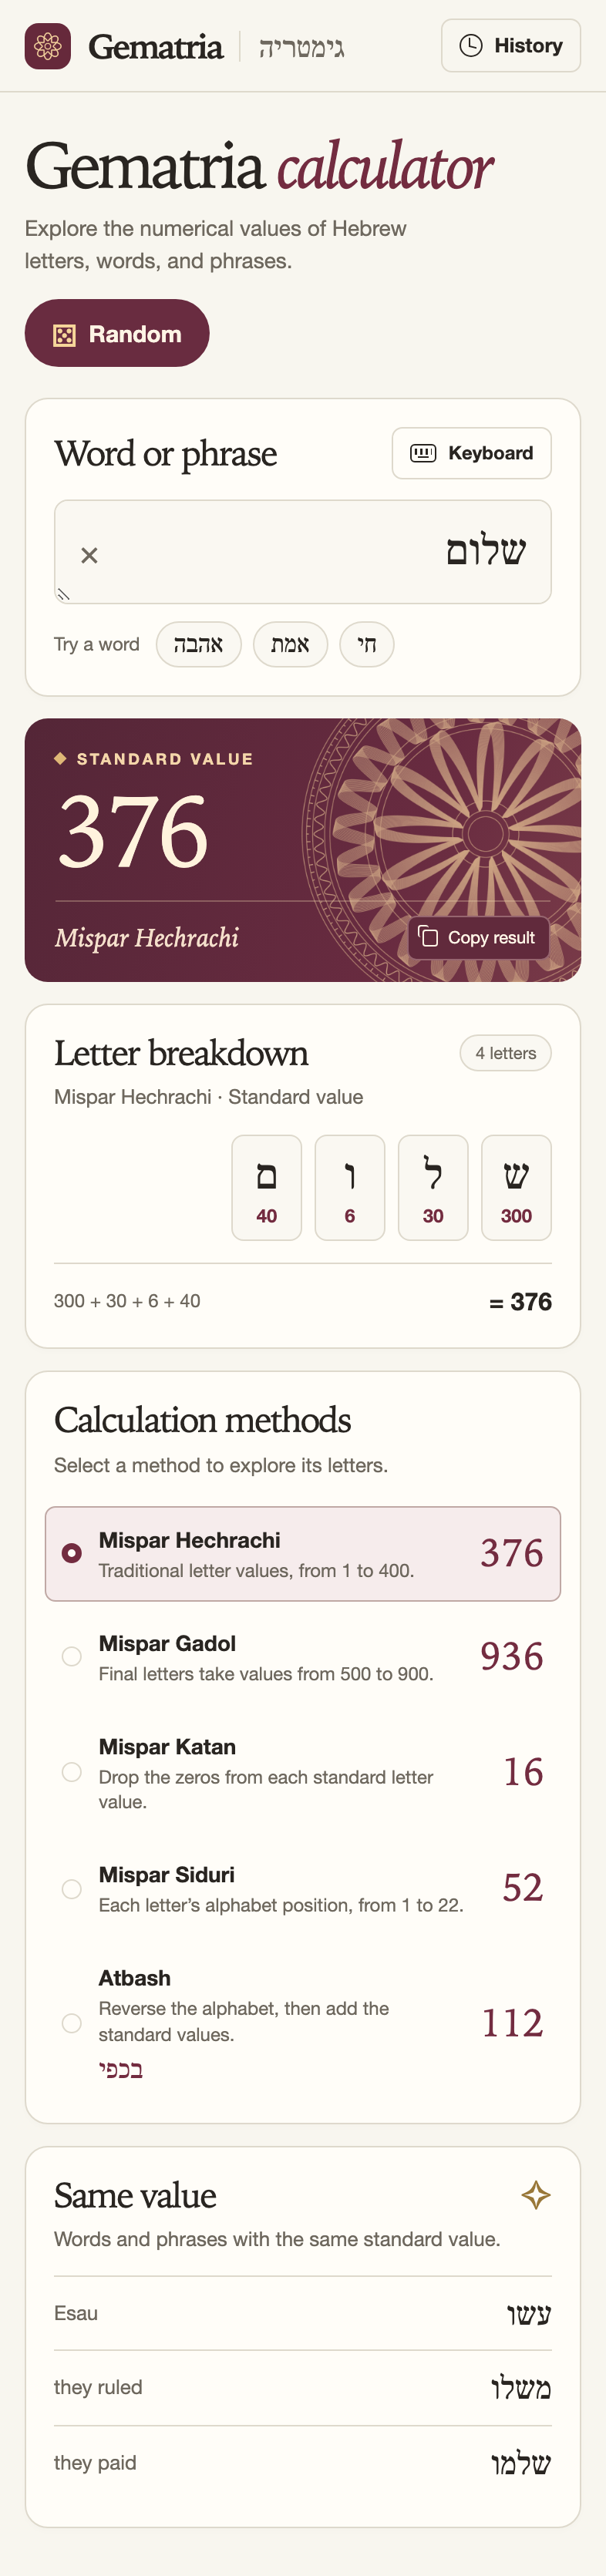 Gematria גימטריה History
Gematria calculator
Explore the numerical values of Hebrew
letters, words, and phrases.
Random
Word or phrase Keyboard
שלום
Try a word אהבה אמת חי
STANDARD VALUE
376
Mispar Hechrachi Copy result
Letter breakdown 4 letters
Mispar Hechrachi · Standard value
ש ל ו ם
300 30 6 40
300 + 30 + 6 + 40 = 376
Calculation methods
Select a method to explore its letters.
Mispar Hechrachi 376
Traditional letter values, from 1 to 400.
Mispar Gadol 936
Final letters take values from 500 to 900.
Mispar Katan 16
Drop the zeros from each standard letter
value.
Mispar Siduri 52
Each letter’s alphabet position, from 1 to 22.
Atbash 112
Reverse the alphabet, then add the
standard values.
בכפי
Same value
Words and phrases with the same standard value.
Esau עשו
they ruled משלו
they paid שלמו